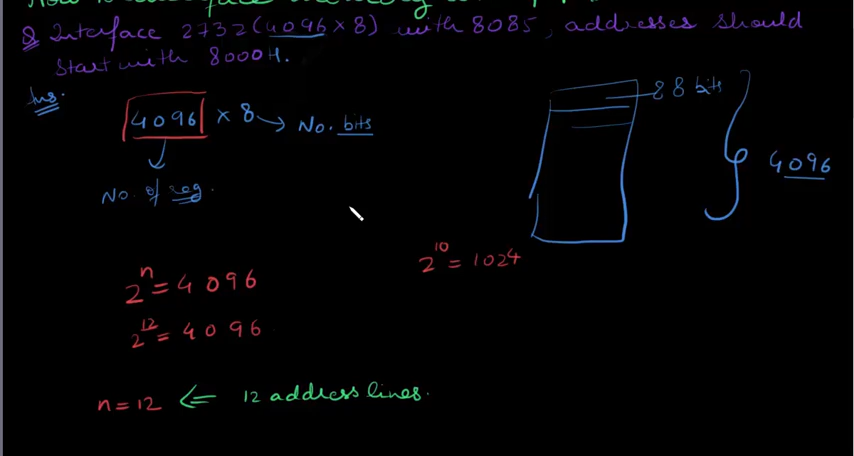 Q Interface 2732 (4096 × 8) with 8085, addresses should
start with 8000H.
Ans.
4096 × 8 → No. bits
No. of reg.
8 bits
4096
2^n = 4096
2^10 = 1024
2^12 = 4096
n = 12 ← 12 address lines.